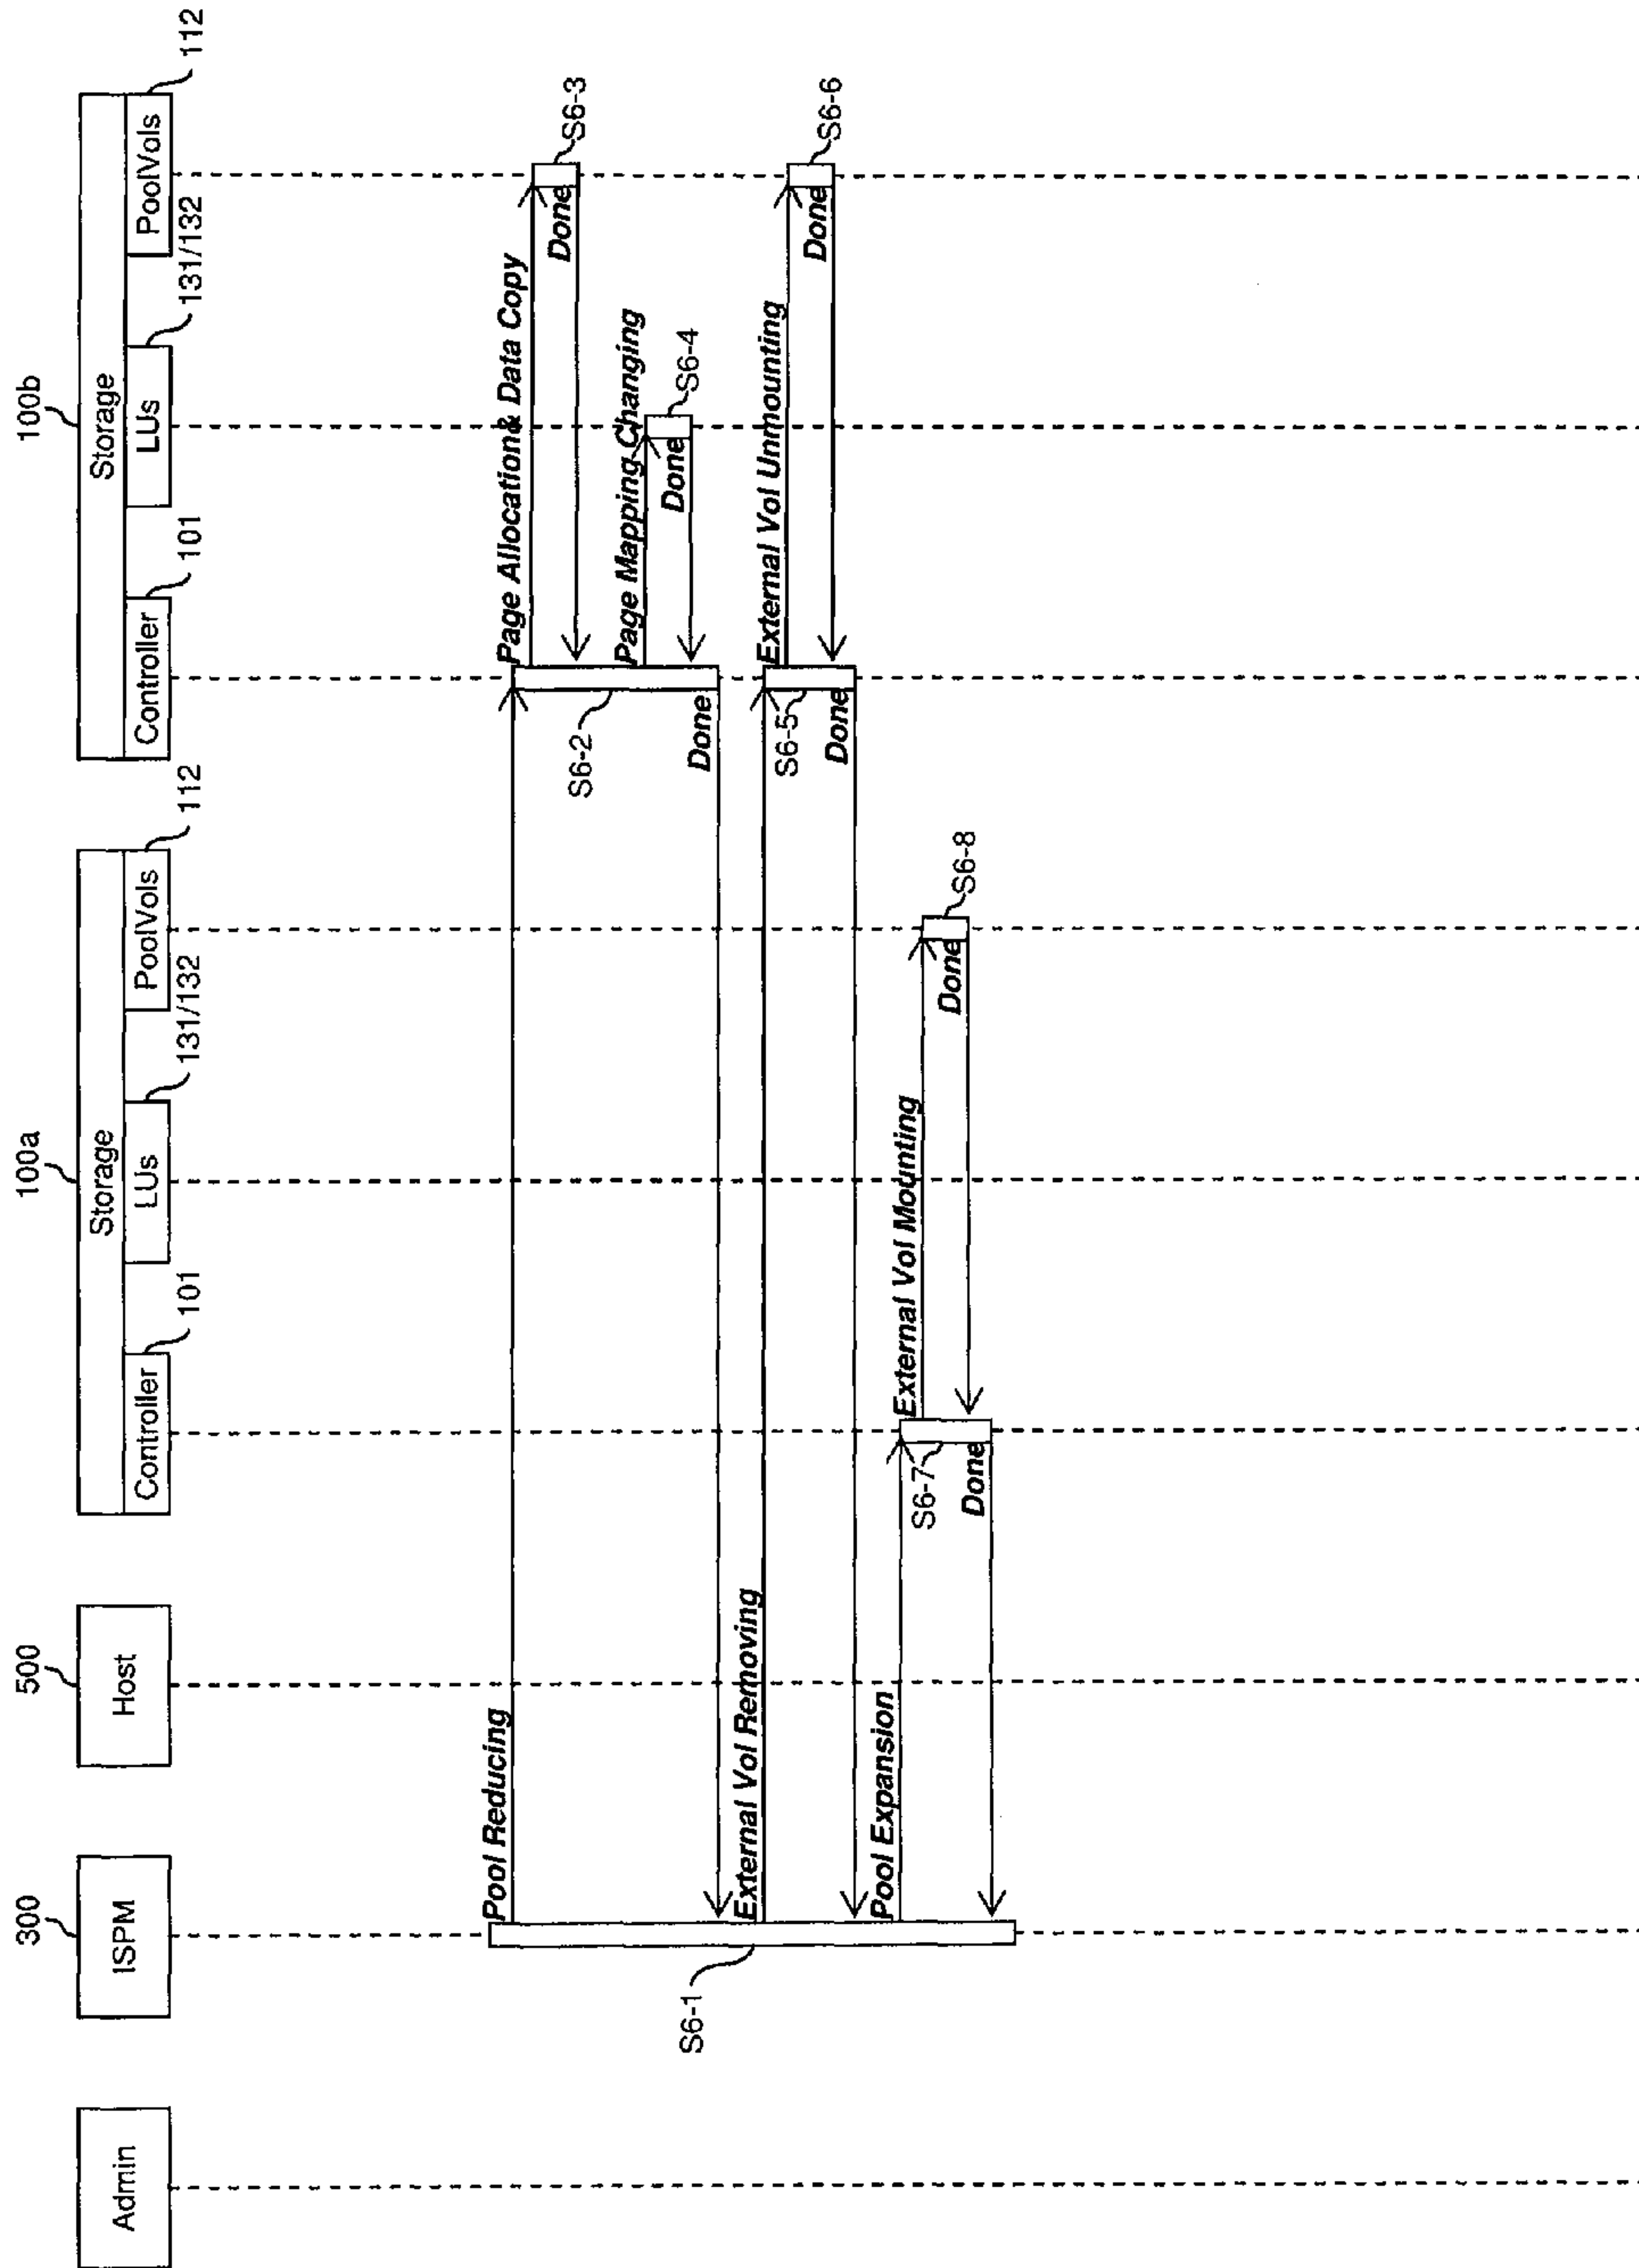 300
500
100a
100b
Admin
ISPM
Host
Storage
Storage
Controller
LUs
PoolVols
Controller
LUs
PoolVols
101
131/132
112
101
131/132
112
Pool Reducing
Page Allocation& Data Copy
S6-3
Done
S6-2
Page Mapping Changing
S6-4
Done
Done
S6-1
External Vol Removing
External Vol Unmounting
S6-5
S6-6
Done
Done
Pool Expansion
External Vol Mounting
S6-7
S6-8
Done
Done